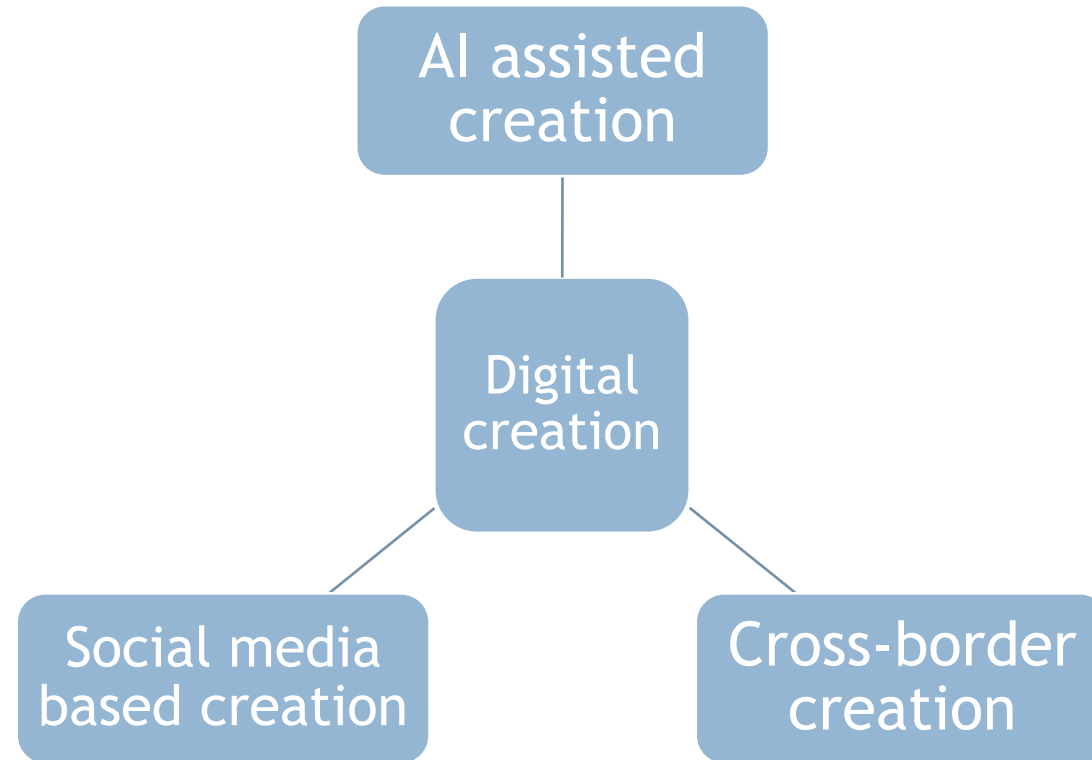 AI assisted
creation
Digital
creation
Social media
based creation
Cross-border
creation